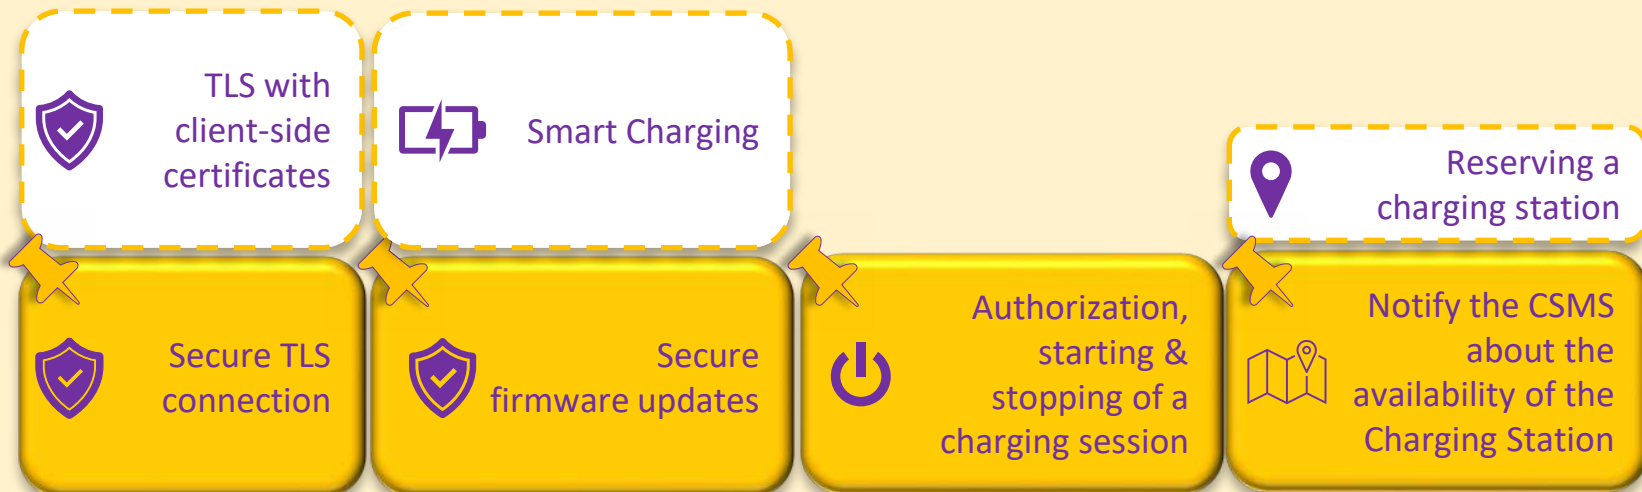 TLS with
client-side
certificates
Smart Charging
Reserving a
charging station
Secure TLS
connection
Secure
firmware updates
Authorization,
starting &
stopping of a
charging session
Notify the CSMS
about the
availability of the
Charging Station